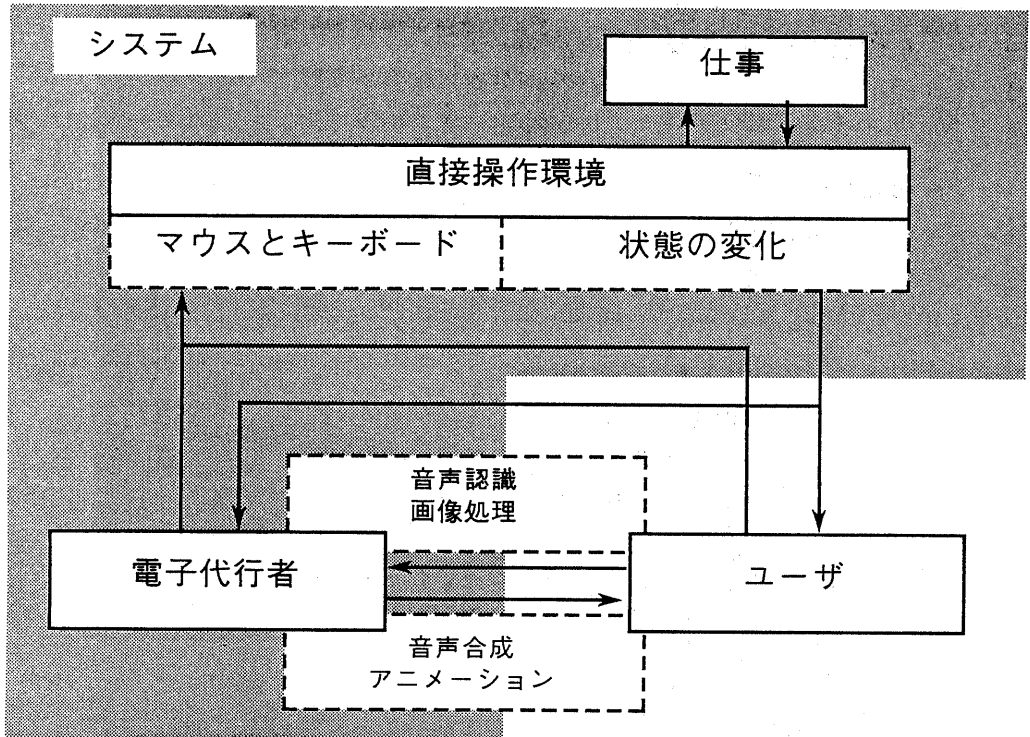 システム
仕事
直接操作環境
マウスとキーボード
状態の変化
音声認識
画像処理
電子代行者
ユーザ
音声合成
アニメーション